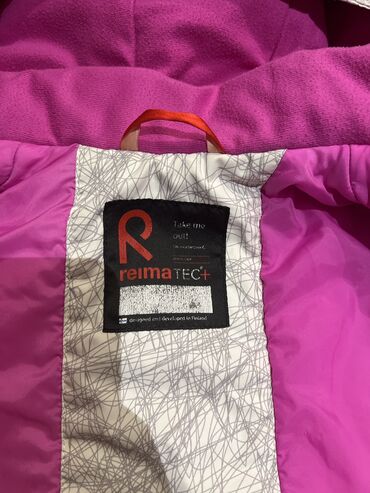 Take me
out!
reimaTEC+
designed and developed in Finland